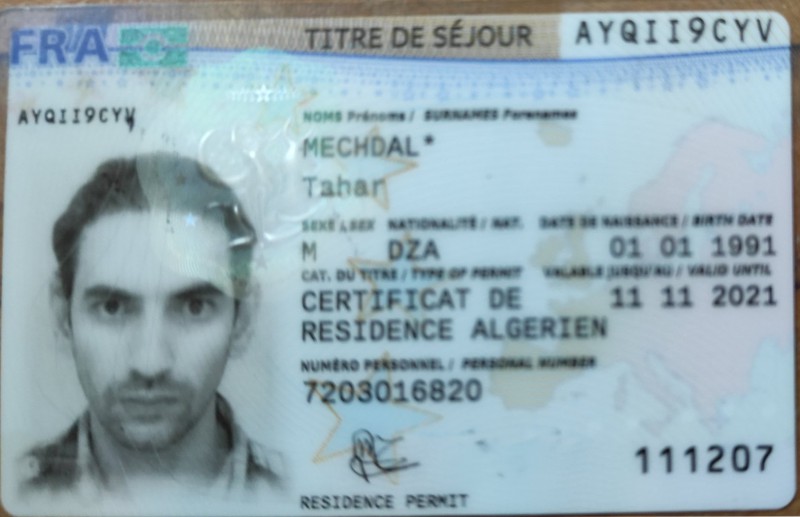 FRA TITRE DE SÉJOUR AYQII9CYV
AYQII9CYV
NOMS Prénoms / SURNAMES Forenames
MECHDAL*
Tahar
SEXE / SEX NATIONALITÉ / NAT. DATE DE NAISSANCE / BIRTH DATE
M DZA 01 01 1991
CAT. DU TITRE / TYPE OF PERMIT VALABLE JUSQU'AU / VALID UNTIL
CERTIFICAT DE 11 11 2021
RESIDENCE ALGERIEN
NUMÉRO PERSONNEL / PERSONAL NUMBER
7203016820
111207
RESIDENCE PERMIT